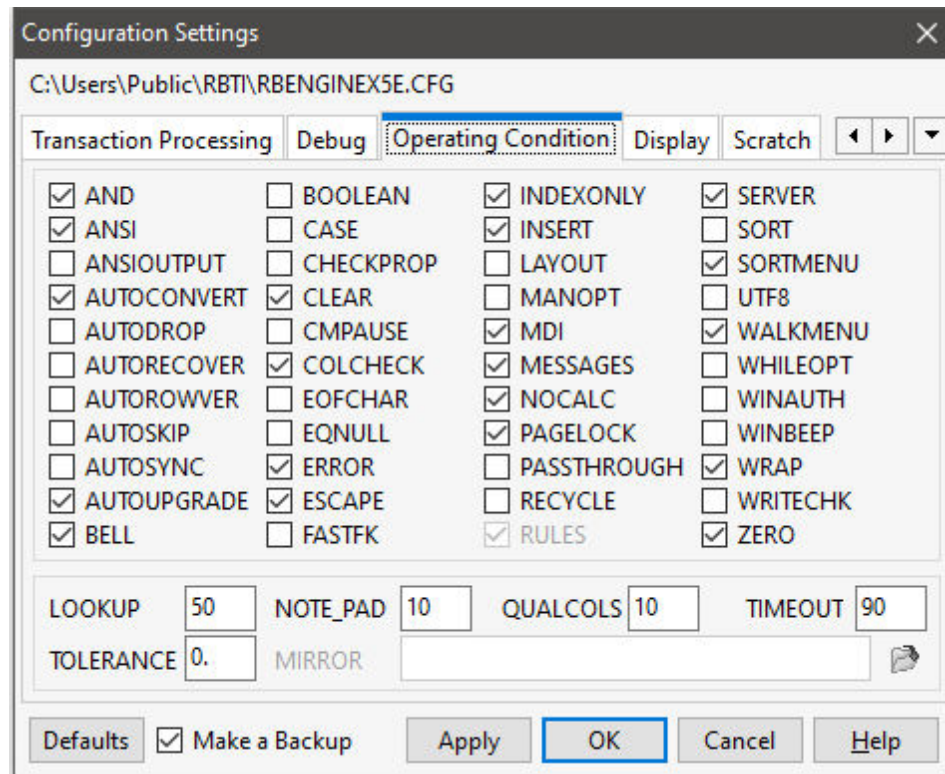 Configuration Settings
C:\Users\Public\RBTI\RBENGINEX5E.CFG
Transaction Processing Debug Operating Condition Display Scratch
AND BOOLEAN INDEXONLY SERVER
ANSI CASE INSERT SORT
ANSIOUTPUT CHECKPROP LAYOUT SORTMENU
AUTOCONVERT CLEAR MANOPT UTF8
AUTODROP CMPAUSE MDI WALKMENU
AUTORECOVER COLCHECK MESSAGES WHILEOPT
AUTOROWVER EOFCHAR NOCALC WINAUTH
AUTOSKIP EQNULL PAGELOCK WINBEEP
AUTOSYNC ERROR PASSTHROUGH WRAP
AUTOUPGRADE ESCAPE RECYCLE WRITECHK
BELL FASTFK RULES ZERO
LOOKUP 50 NOTE_PAD 10 QUALCOLS 10 TIMEOUT 90
TOLERANCE 0. MIRROR
Defaults Make a Backup Apply OK Cancel Help